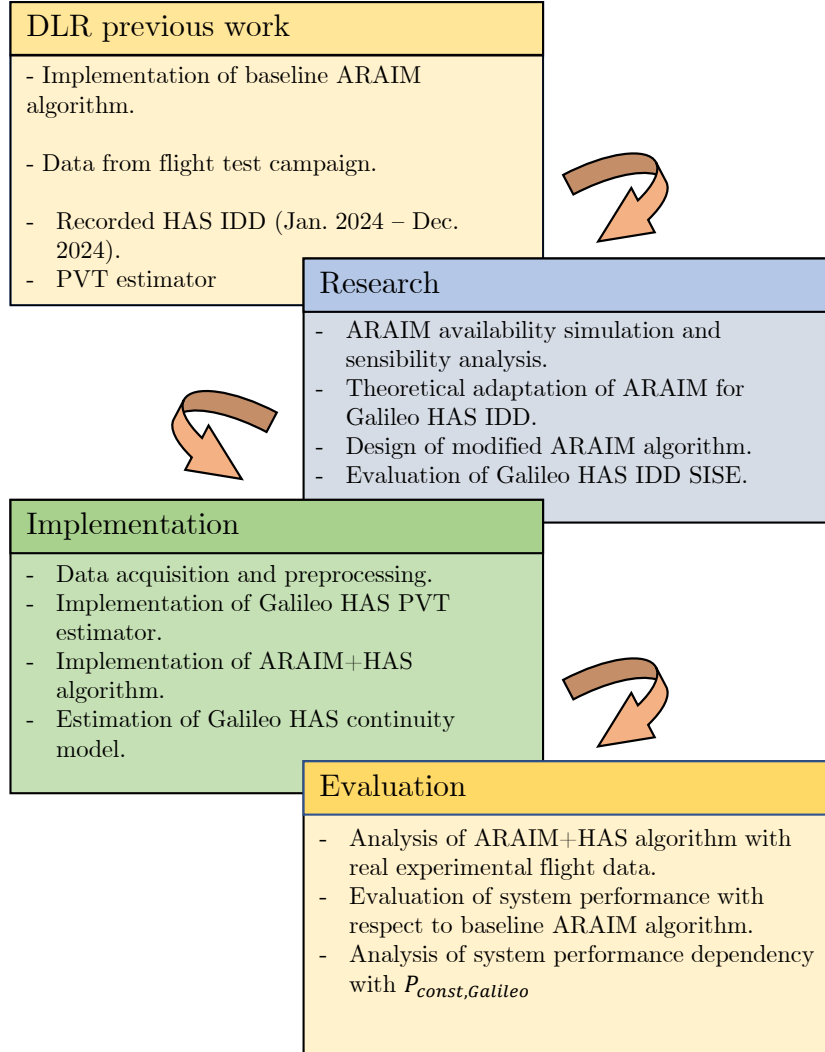 DLR previous work
- Implementation of baseline ARAIM
algorithm.
- Data from flight test campaign.
- Recorded HAS IDD (Jan. 2024 – Dec.
2024).
- PVT estimator
Research
- ARAIM availability simulation and
sensibility analysis.
- Theoretical adaptation of ARAIM for
Galileo HAS IDD.
- Design of modified ARAIM algorithm.
- Evaluation of Galileo HAS IDD SISE.
Implementation
- Data acquisition and preprocessing.
- Implementation of Galileo HAS PVT
estimator.
- Implementation of ARAIM+HAS
algorithm.
- Estimation of Galileo HAS continuity
model.
Evaluation
- Analysis of ARAIM+HAS algorithm with
real experimental flight data.
- Evaluation of system performance with
respect to baseline ARAIM algorithm.
- Analysis of system performance dependency
with P_{const,Galileo}